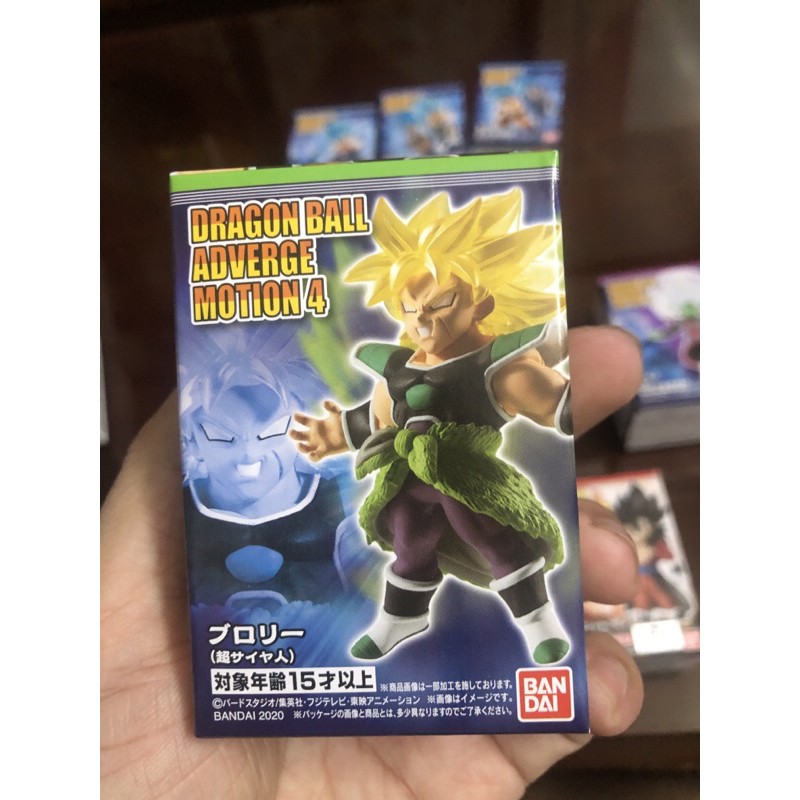 DRAGON BALL
ADVERGE
MOTION 4
ブロリー
(超サイヤ人)
対象年齢15才以上
※商品画像は一部加工を施しております。
©バードスタジオ/集英社・フジテレビ・東映アニメーション ※画像はイメージです。
BANDAI 2020 ※パッケージの画像と商品とは、多少異なりますのでご了承ください。
BAN
DAI